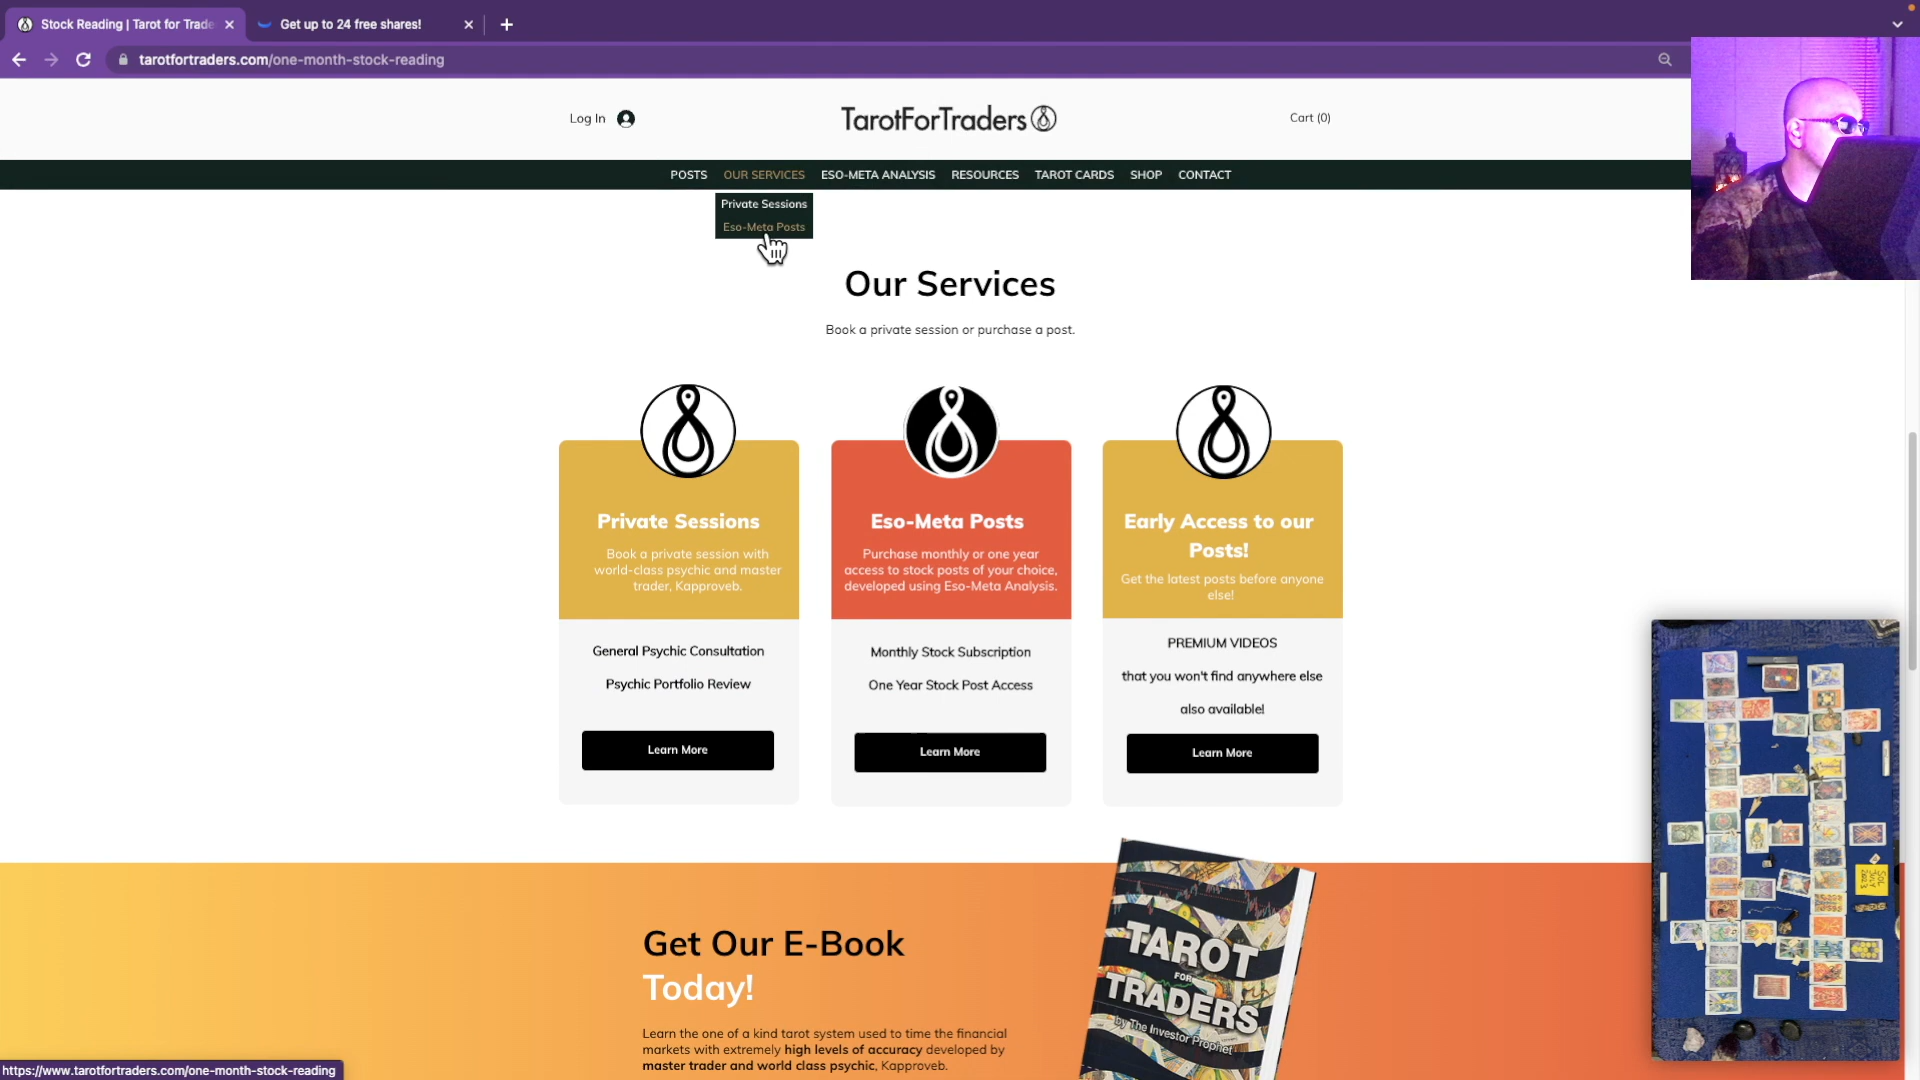 Stock Reading | Tarot for Trade
Get up to 24 free shares!
tarotfortraders.com/one-month-stock-reading
Log In
TarotForTraders
Cart (0)
POSTS OUR SERVICES ESO-META ANALYSIS RESOURCES TAROT CARDS SHOP CONTACT
Private Sessions
Eso-Meta Posts
Our Services
Book a private session or purchase a post.
Private Sessions
Book a private session with
world-class psychic and master
trader, Kapproveb.
General Psychic Consultation
Psychic Portfolio Review
Learn More
Eso-Meta Posts
Purchase monthly or one year
access to stock posts of your choice,
developed using Eso-Meta Analysis.
Monthly Stock Subscription
One Year Stock Post Access
Learn More
Early Access to our
Posts!
Get the latest posts before anyone
else!
PREMIUM VIDEOS
that you won't find anywhere else
also available!
Learn More
Get Our E-Book
Today!
Learn the one of a kind tarot system used to time the financial
markets with extremely high levels of accuracy developed by
master trader and world class psychic, Kapproveb.
TAROT
FOR
TRADERS
by The Investor Prophet
SOL
JULY
2023
https://www.tarotfortraders.com/one-month-stock-reading